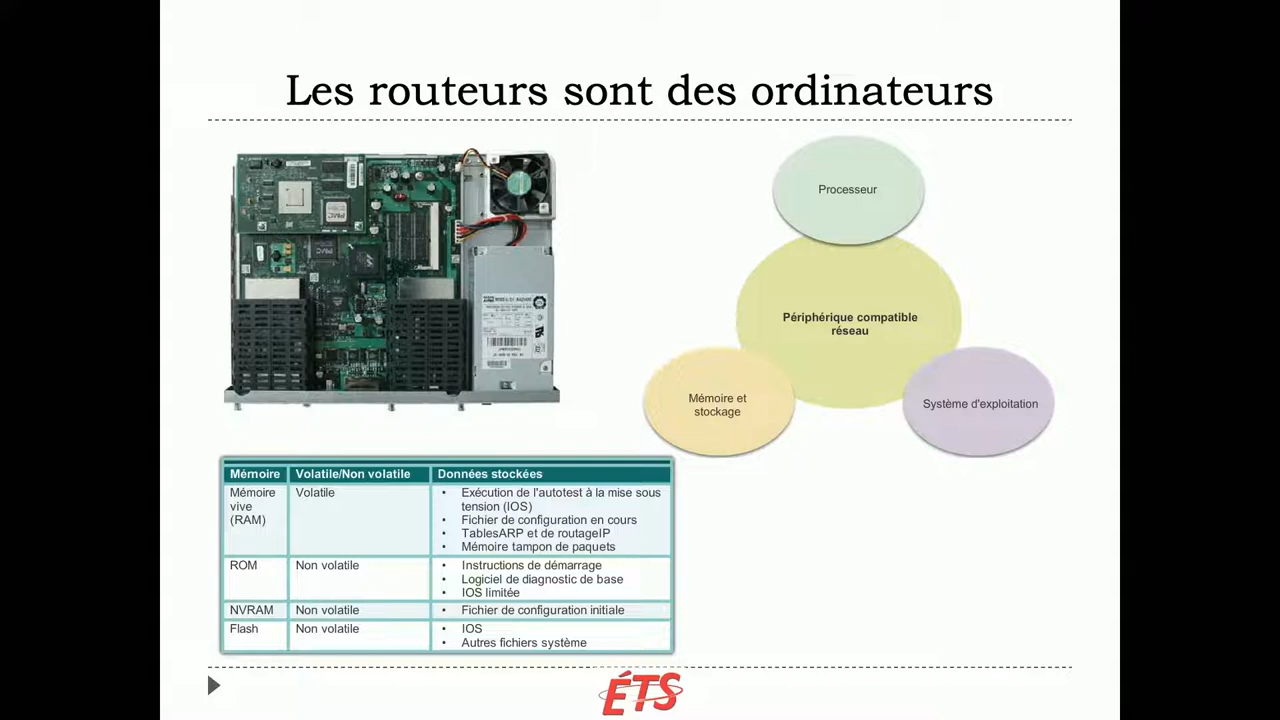 Les routeurs sont des ordinateurs
Processeur
Périphérique compatible
réseau
Mémoire et
stockage
Système d'exploitation
Mémoire Volatile/Non volatile Données stockées
Mémoire Volatile • Exécution de l'autotest à la mise sous
vive tension (IOS)
(RAM) • Fichier de configuration en cours
• TablesARP et de routageIP
• Mémoire tampon de paquets
ROM Non volatile • Instructions de démarrage
• Logiciel de diagnostic de base
• IOS limitée
NVRAM Non volatile • Fichier de configuration initiale
Flash Non volatile • IOS
• Autres fichiers système
ÉTS